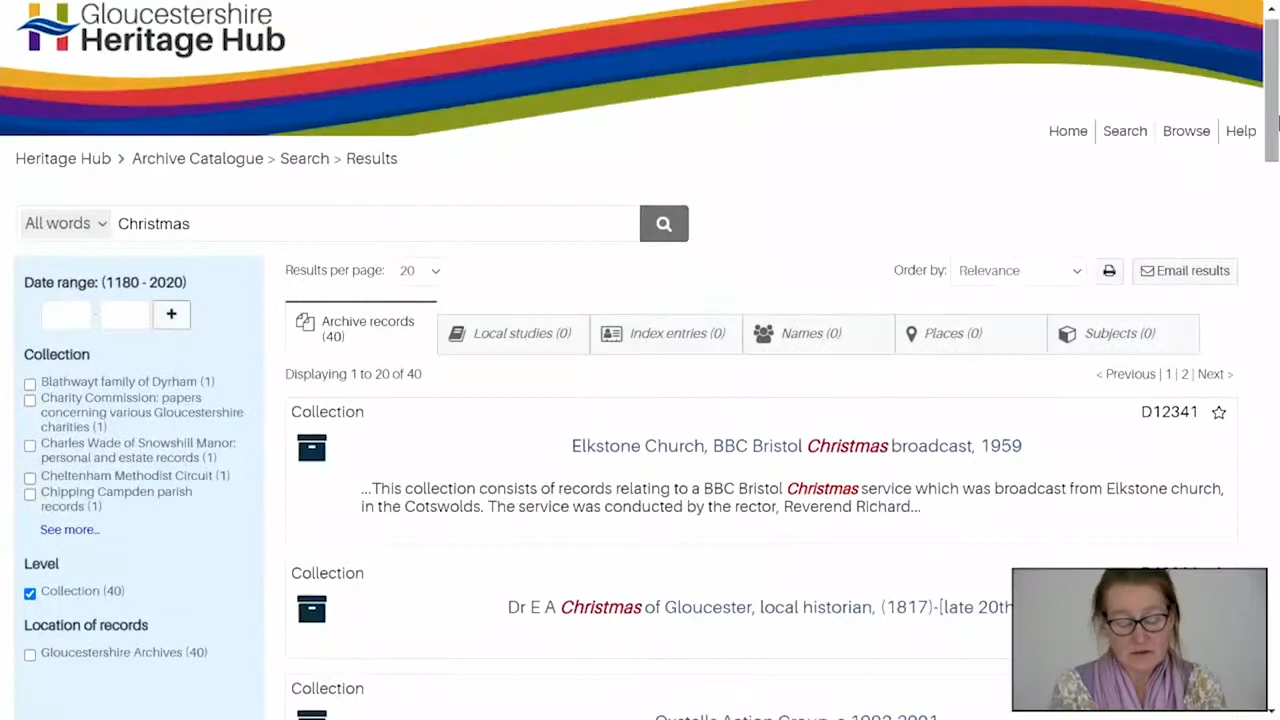 Gloucestershire
Heritage Hub
Home | Search | Browse | Help
Heritage Hub > Archive Catalogue > Search > Results
All words Christmas
Date range: (1180 - 2020)
+
Collection
Blathwayt family of Dyrham (1)
Charity Commission: papers
concerning various Gloucestershire
charities (1)
Charles Wade of Snowshill Manor:
personal and estate records (1)
Cheltenham Methodist Circuit (1)
Chipping Campden parish
records (1)
See more...
Level
Collection (40)
Location of records
Gloucestershire Archives (40)
Results per page: 20
Order by: Relevance
Email results
Archive records
(40)
Local studies (0)
Index entries (0)
Names (0)
Places (0)
Subjects (0)
Displaying 1 to 20 of 40
< Previous | 1 | 2 | Next >
Collection
D12341
Elkstone Church, BBC Bristol Christmas broadcast, 1959
...This collection consists of records relating to a BBC Bristol Christmas service which was broadcast from Elkstone church,
in the Cotswolds. The service was conducted by the rector, Reverend Richard...
Collection
Dr E A Christmas of Gloucester, local historian, (1817)-[late 20th
Collection